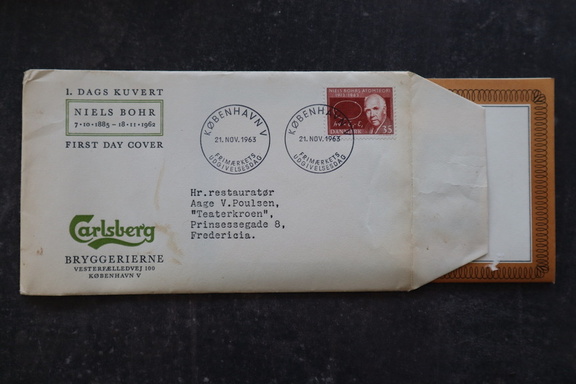 1. DAGS KUVERT
NIELS BOHR
7·10·1885 – 18·11·1962
FIRST DAY COVER
Carlsberg
BRYGGERIERNE
VESTERFÆLLEDVEJ 100
KØBENHAVN V
KØBENHAVN V
21. NOV. 1963
FRIMÆRKETS
UDGIVELSESDAG
KØBENHAVN V
21. NOV. 1963
FRIMÆRKETS
UDGIVELSESDAG
NIELS BOHRS ATOMTEORI
1913-1963
DANMARK
35
Hr.restauratør
Aage V.Poulsen,
"Teaterkroen",
Prinsessegade 8,
Fredericia.